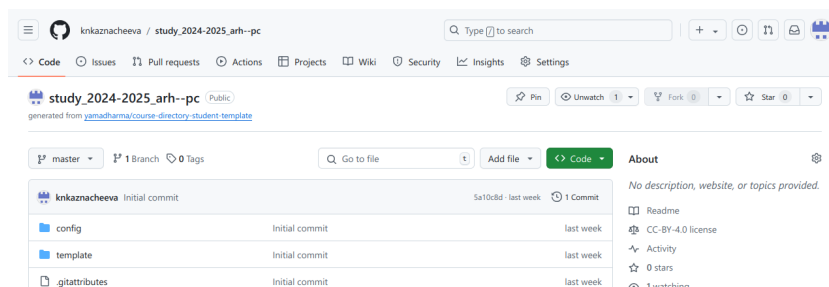 knkaznacheeva / study_2024-2025_arh--pc
Type / to search
Code Issues Pull requests Actions Projects Wiki Security Insights Settings
study_2024-2025_arh--pc Public
Pin Unwatch 1 Fork 0 Star 0
generated from yamadharma/course-directory-student-template
master 1 Branch 0 Tags Go to file t Add file Code
About
No description, website, or topics provided.
knkaznacheeva Initial commit 5a10c8d · last week 1 Commit
config Initial commit last week
template Initial commit last week
.gitattributes Initial commit last week
Readme
CC-BY-4.0 license
Activity
0 stars
1 watching